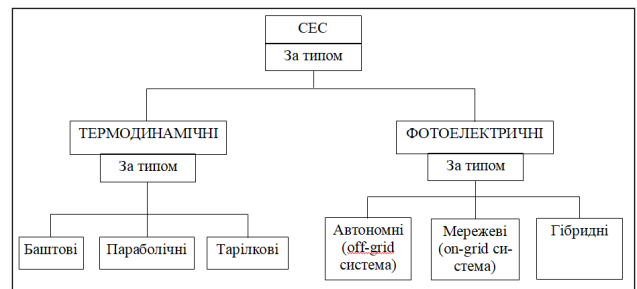 СЕС
За типом
ТЕРМОДИНАМІЧНІ
ФОТОЕЛЕКТРИЧНІ
За типом
За типом
Баштові
Параболічні
Тарілкові
Автономні
(off-grid
система)
Мережеві
(on-grid си-
стема)
Гібридні